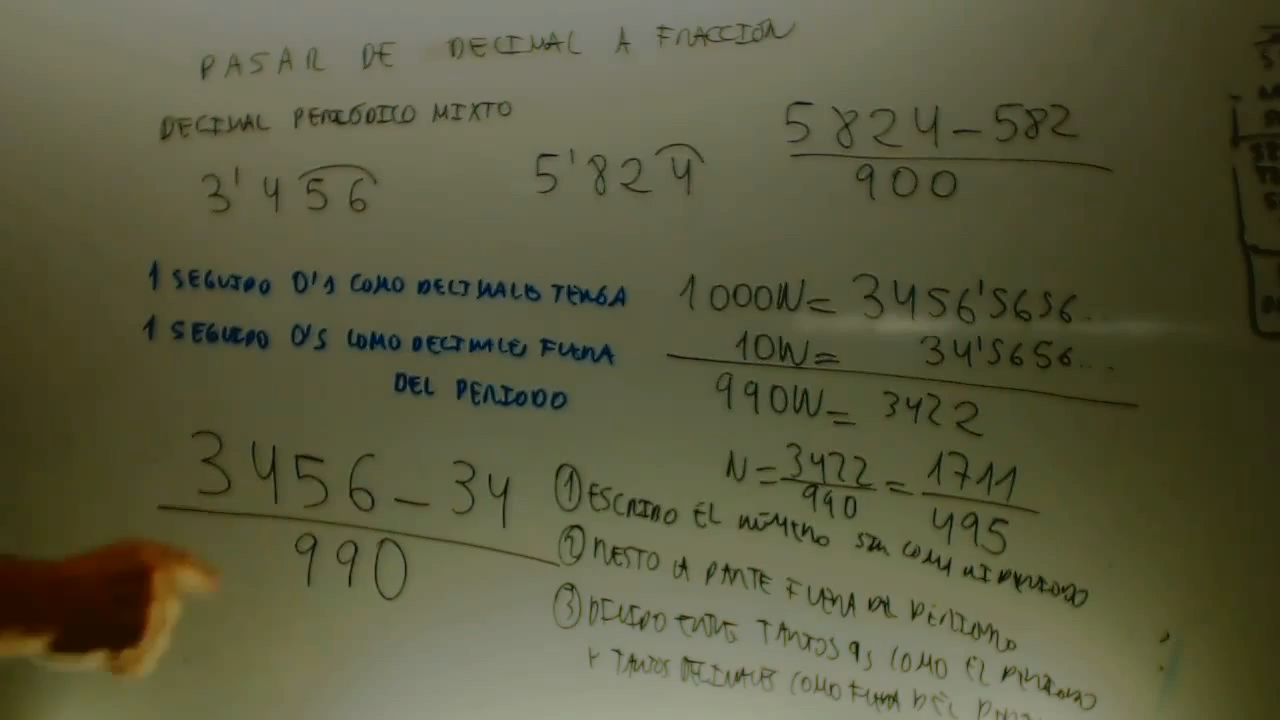 PASAR DE DECIMAL A FRACCIÓN
DECIMAL PERIÓDICO MIXTO
3'456
5'824
5824-582
900
1 SEGUIDO 0'S COMO DECIMALES TENGA
1 SEGUIDO 0'S COMO DECIMALES FUERA
DEL PERIODO
1000N= 3456'5656...
10N= 34'5656...
990N= 3422
N= 3422/990 = 1711/495
3456-34
990
① ESCRIBO EL NÚMERO SIN COMA NI PERIODO
② RESTO LA PARTE FUERA DEL PERIODO
③ DIVIDO ENTRE TANTOS 9S COMO EL PERIODO
Y TANTOS DECIMALES COMO FUERA DEL